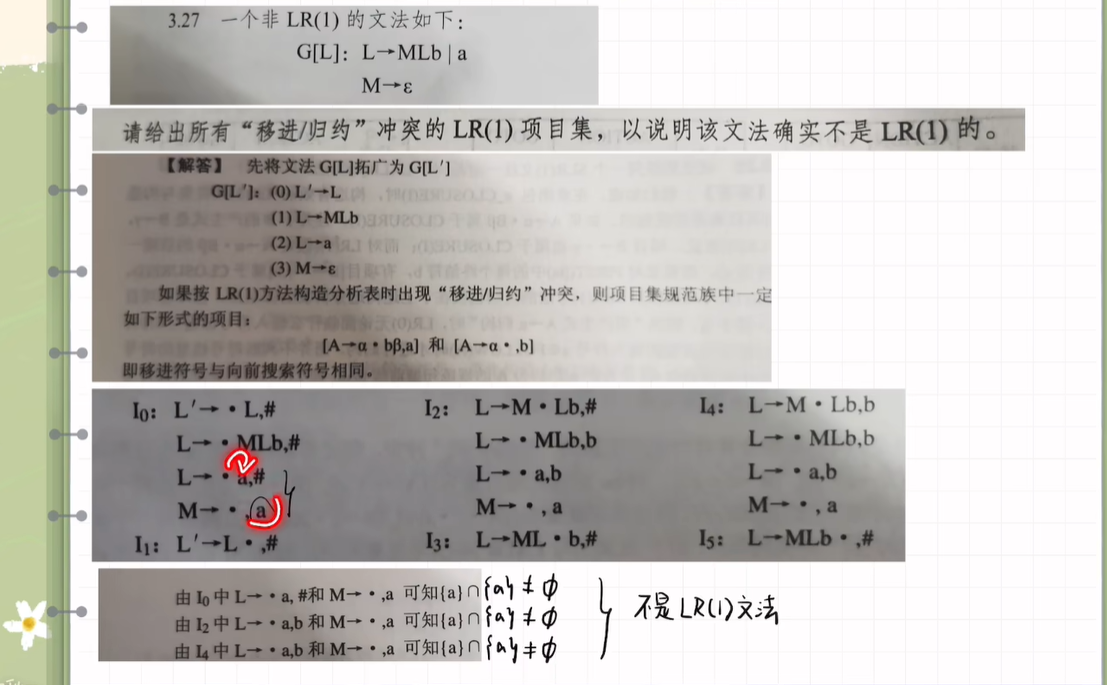 3.27 一个非 LR(1) 的文法如下：
G[L]: L→MLb | a
M→ε
请给出所有“移进/归约”冲突的 LR(1) 项目集，以说明该文法确实不是 LR(1) 的。
【解答】 先将文法 G[L]拓广为 G[L′]
G[L′]: (0) L′→L
(1) L→MLb
(2) L→a
(3) M→ε
如果按 LR(1)方法构造分析表时出现“移进/归约”冲突，则项目集规范族中一定
如下形式的项目：
[A→α•bβ,a] 和 [A→α•,b]
即移进符号与向前搜索符号相同。
I₀: L′→•L,#
L→•MLb,#
L→•a,#
M→•,a
I₁: L′→L•,#
I₂: L→M•Lb,#
L→•MLb,b
L→•a,b
M→•,a
I₃: L→ML•b,#
I₄: L→M•Lb,b
L→•MLb,b
L→•a,b
M→•,a
I₅: L→MLb•,#
由 I₀ 中 L→•a, #和 M→•,a 可知{a}∩{a}≠φ
由 I₂ 中 L→•a,b 和 M→•,a 可知{a}∩{a}≠φ
由 I₄ 中 L→•a,b 和 M→•,a 可知{a}∩{a}≠φ
不是LR(1)文法